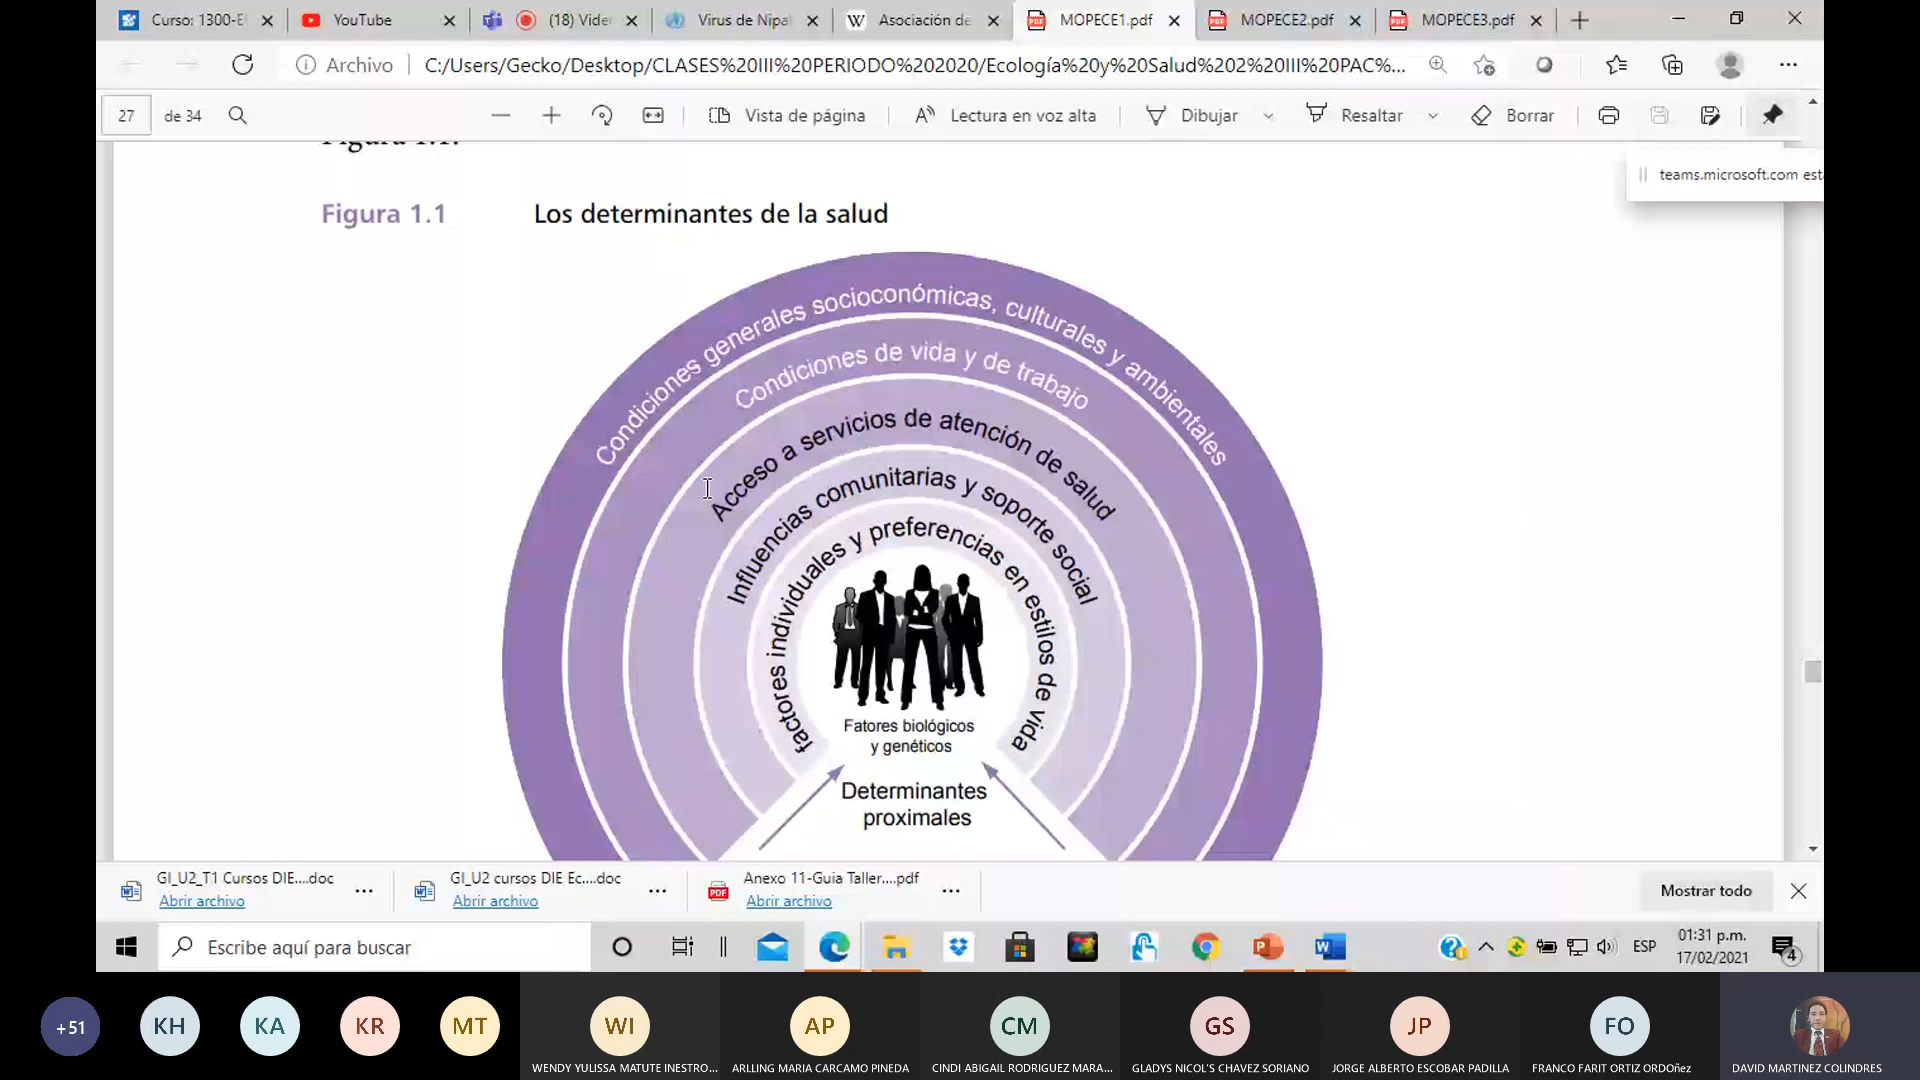 Curso: 1300-E
YouTube
(18) Vide
Virus de Nipa
Asociación de
MOPECE1.pdf
MOPECE2.pdf
MOPECE3.pdf
Archivo
C:/Users/Gecko/Desktop/CLASES%20III%20PERIODO%202020/Ecología%20y%20Salud%202%20III%20PAC%...
27 de 34
Vista de página
Lectura en voz alta
Dibujar
Resaltar
Borrar
teams.microsoft.com est
Figura 1.1.
Figura 1.1 Los determinantes de la salud
Condiciones generales socioconómicas, culturales y ambientales
Condiciones de vida y de trabajo
Acceso a servicios de atención de salud
Influencias comunitarias y soporte social
factores individuales y preferencias en estilos de vida
Fatores biológicos
y genéticos
Determinantes
proximales
GI_U2_T1 Cursos DIE....doc
Abrir archivo
GI_U2 cursos DIE Ec....doc
Abrir archivo
PDF
Anexo 11-Guia Taller....pdf
Abrir archivo
Mostrar todo
Escribe aquí para buscar
ESP
01:31 p.m.
17/02/2021
4
+51
KH
KA
KR
MT
WI
AP
CM
GS
JP
FO
WENDY YULISSA MATUTE INESTRO...
ARLLING MARIA CARCAMO PINEDA
CINDI ABIGAIL RODRIGUEZ MARA...
GLADYS NICOL'S CHAVEZ SORIANO
JORGE ALBERTO ESCOBAR PADILLA
FRANCO FARIT ORTIZ ORDOñez
DAVID MARTINEZ COLINDRES